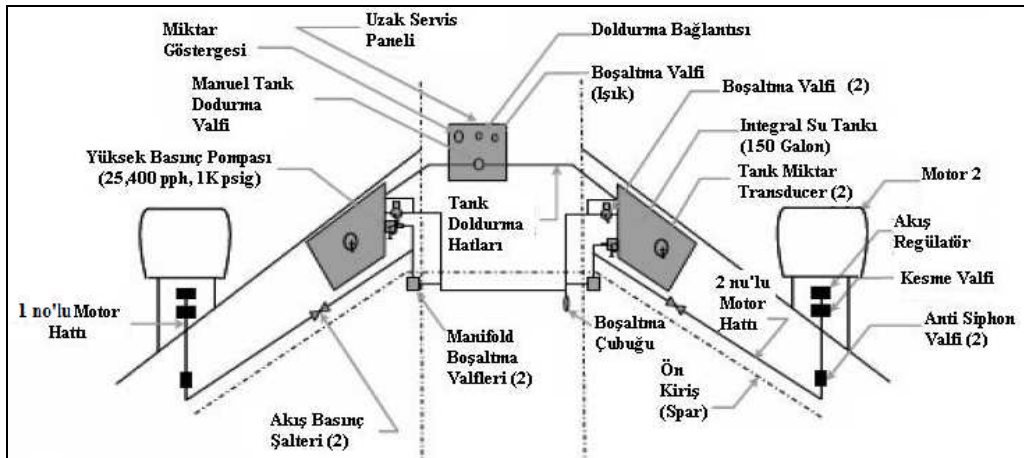 Uzak Servis
Paneli
Miktar
Göstergesi
Doldurma Bağlantısı
Boşaltma Valfi
(Işık)
Manuel Tank
Dodurma
Valfi
Boşaltma Valfi (2)
Integral Su Tankı
(150 Galon)
Yüksek Basınç Pompası
(25,400 pph, 1K psig)
Tank Miktar
Transducer (2)
Motor 2
Tank
Doldurma
Hatları
Akış
Regülatör
Kesme Valfi
1 no'lu Motor
Hattı
2 nu'lu
Motor
Hattı
Manifold
Boşaltma
Valfleri (2)
Boşaltma
Çubuğu
Anti Siphon
Valfi (2)
Ön
Kiriş
(Spar)
Akış Basınç
Şalteri (2)